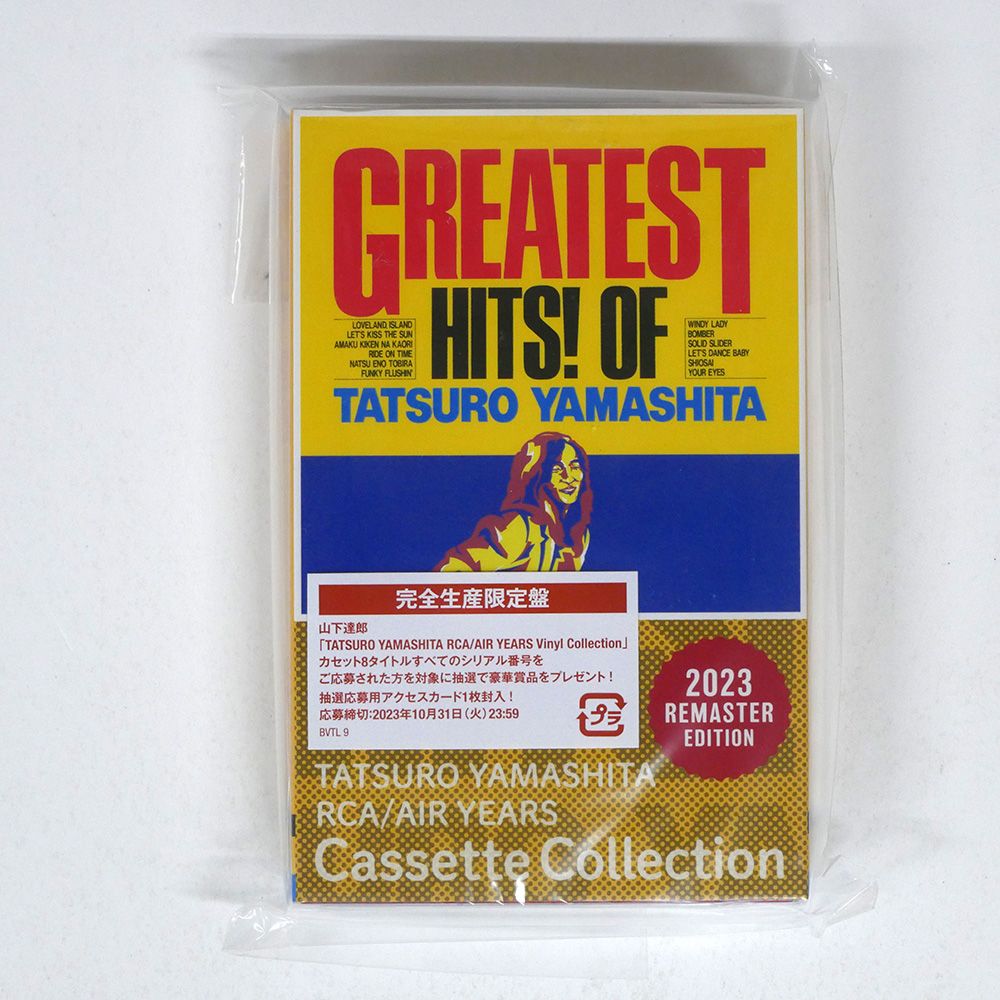 GREATEST
HITS! OF
LOVELAND, ISLAND
LET'S KISS THE SUN
AMAKU KIKEN NA KAORI
RIDE ON TIME
NATSU ENO TOBIRA
FUNKY FLUSHIN'
WINDY LADY
BOMBER
SOLID SLIDER
LET'S DANCE BABY
SHIOSAI
YOUR EYES
TATSURO YAMASHITA
完全生産限定盤
山下達郎
「TATSURO YAMASHITA RCA/AIR YEARS Vinyl Collection」
カセット8タイトルすべてのシリアル番号を
ご応募された方を対象に抽選で豪華賞品をプレゼント！
抽選応募用アクセスカード1枚封入！
応募締切:2023年10月31日(火)23:59
BVTL 9
プラ
2023
REMASTER
EDITION
TATSURO YAMASHITA
RCA/AIR YEARS
Cassette Collection